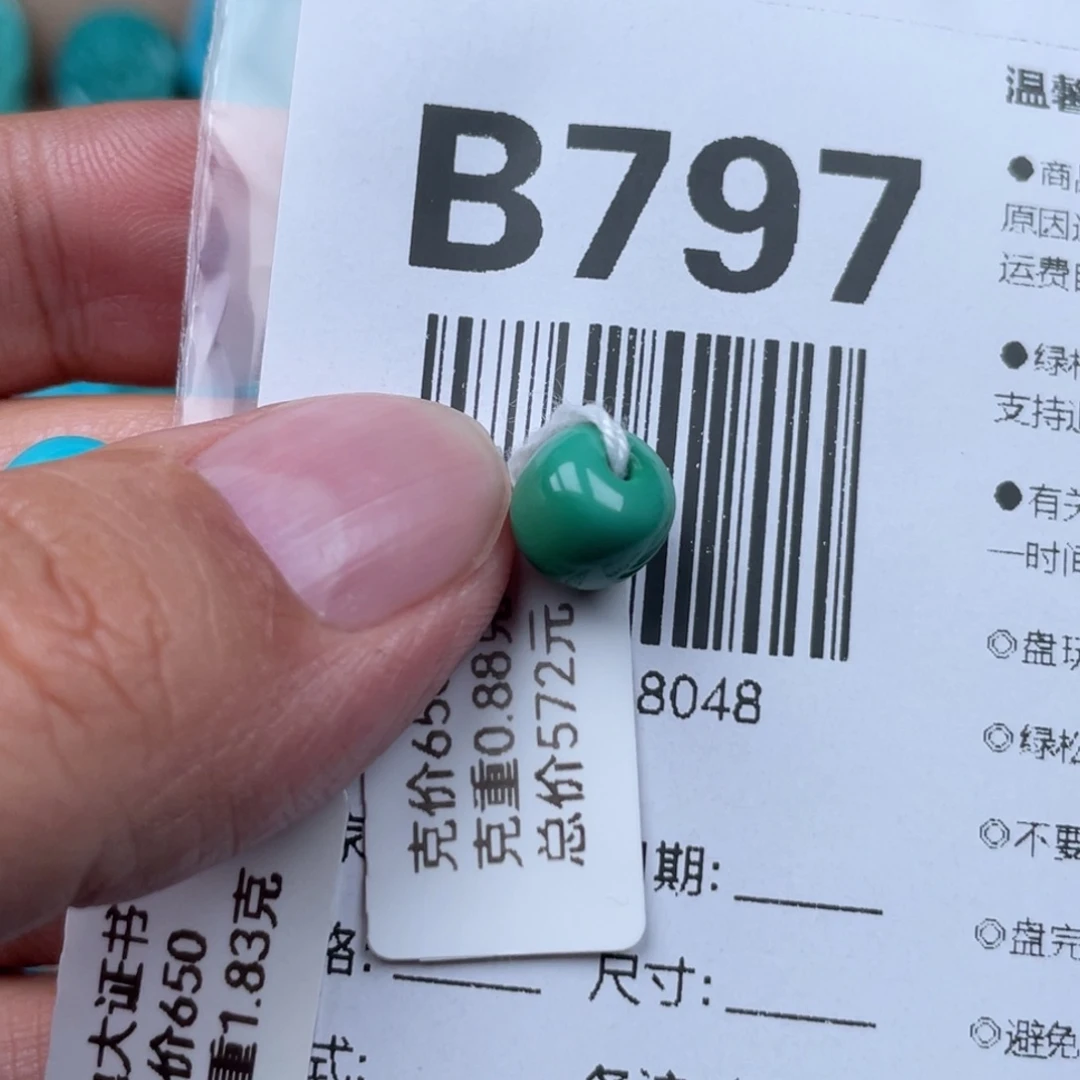 B797
8048
温馨
●商品
原因
运费
●绿松
支持
●有关
一时间
◎盘玩
◎绿松
◎不要
◎盘完
◎避免
期:
尺寸:
克价65
克重0.88克
总价572元
大证书
价650
重1.83克